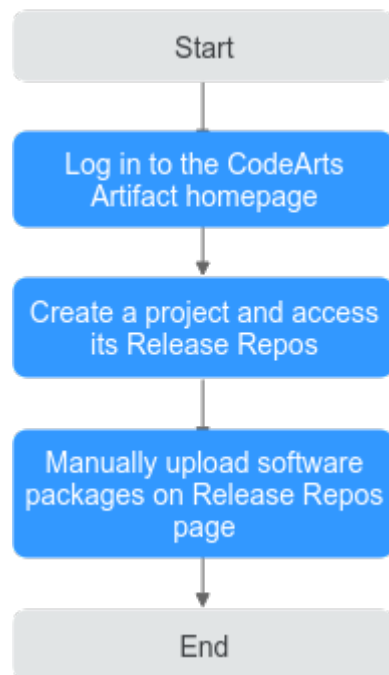 Start
Log in to the CodeArts
Artifact homepage
Create a project and access
its Release Repos
Manually upload software
packages on Release Repos
page
End